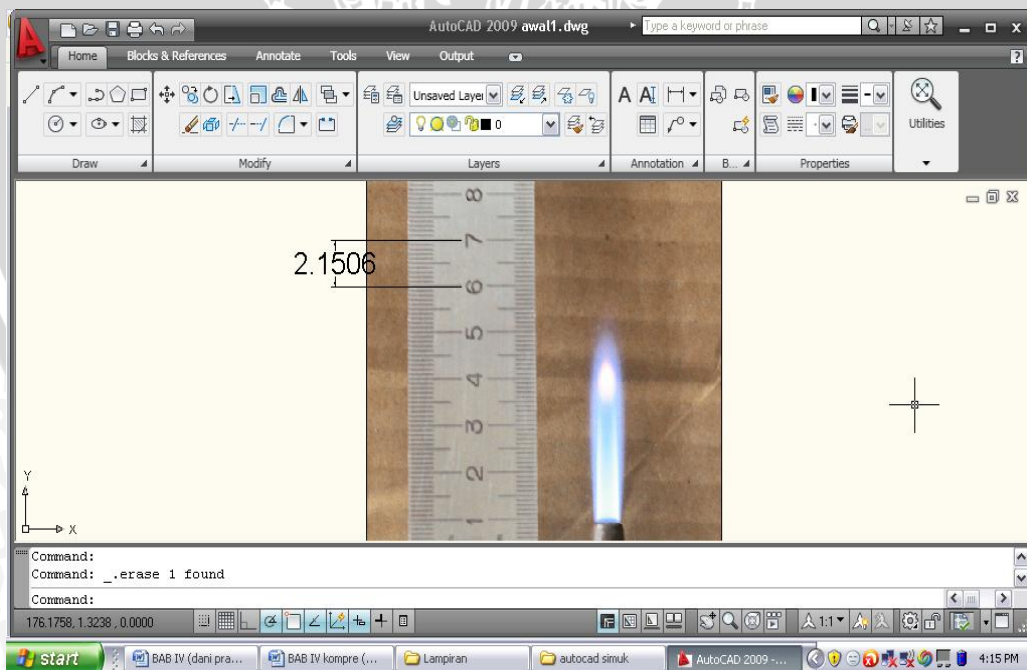 AutoCAD 2009 awal1.dwg
Type a keyword or phrase
Home Blocks & References Annotate Tools View Output
Unsaved Layer
0
Utilities
Draw Modify Layers Annotation B... Properties
8
7
2.1506
6
5
4
3
2
1
Y
X
Command:
Command: _.erase 1 found
Command:
176.1758, 1.3238 , 0.0000
1:1
start
BAB IV (dani pra...
BAB IV kompre (...
Lampiran
autocad simuk
AutoCAD 2009 -...
4:15 PM